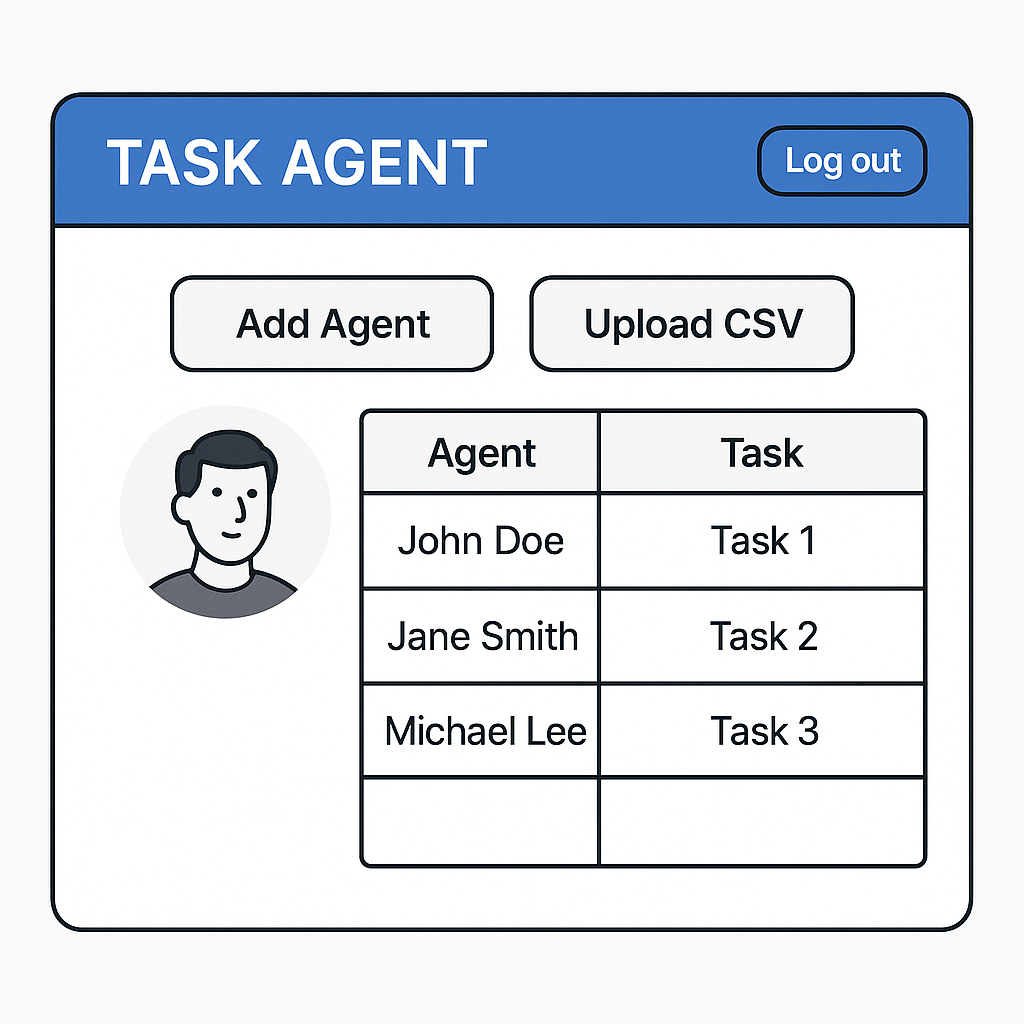 TASK AGENT
Log out
Add Agent
Upload CSV
Agent Task
John Doe Task 1
Jane Smith Task 2
Michael Lee Task 3